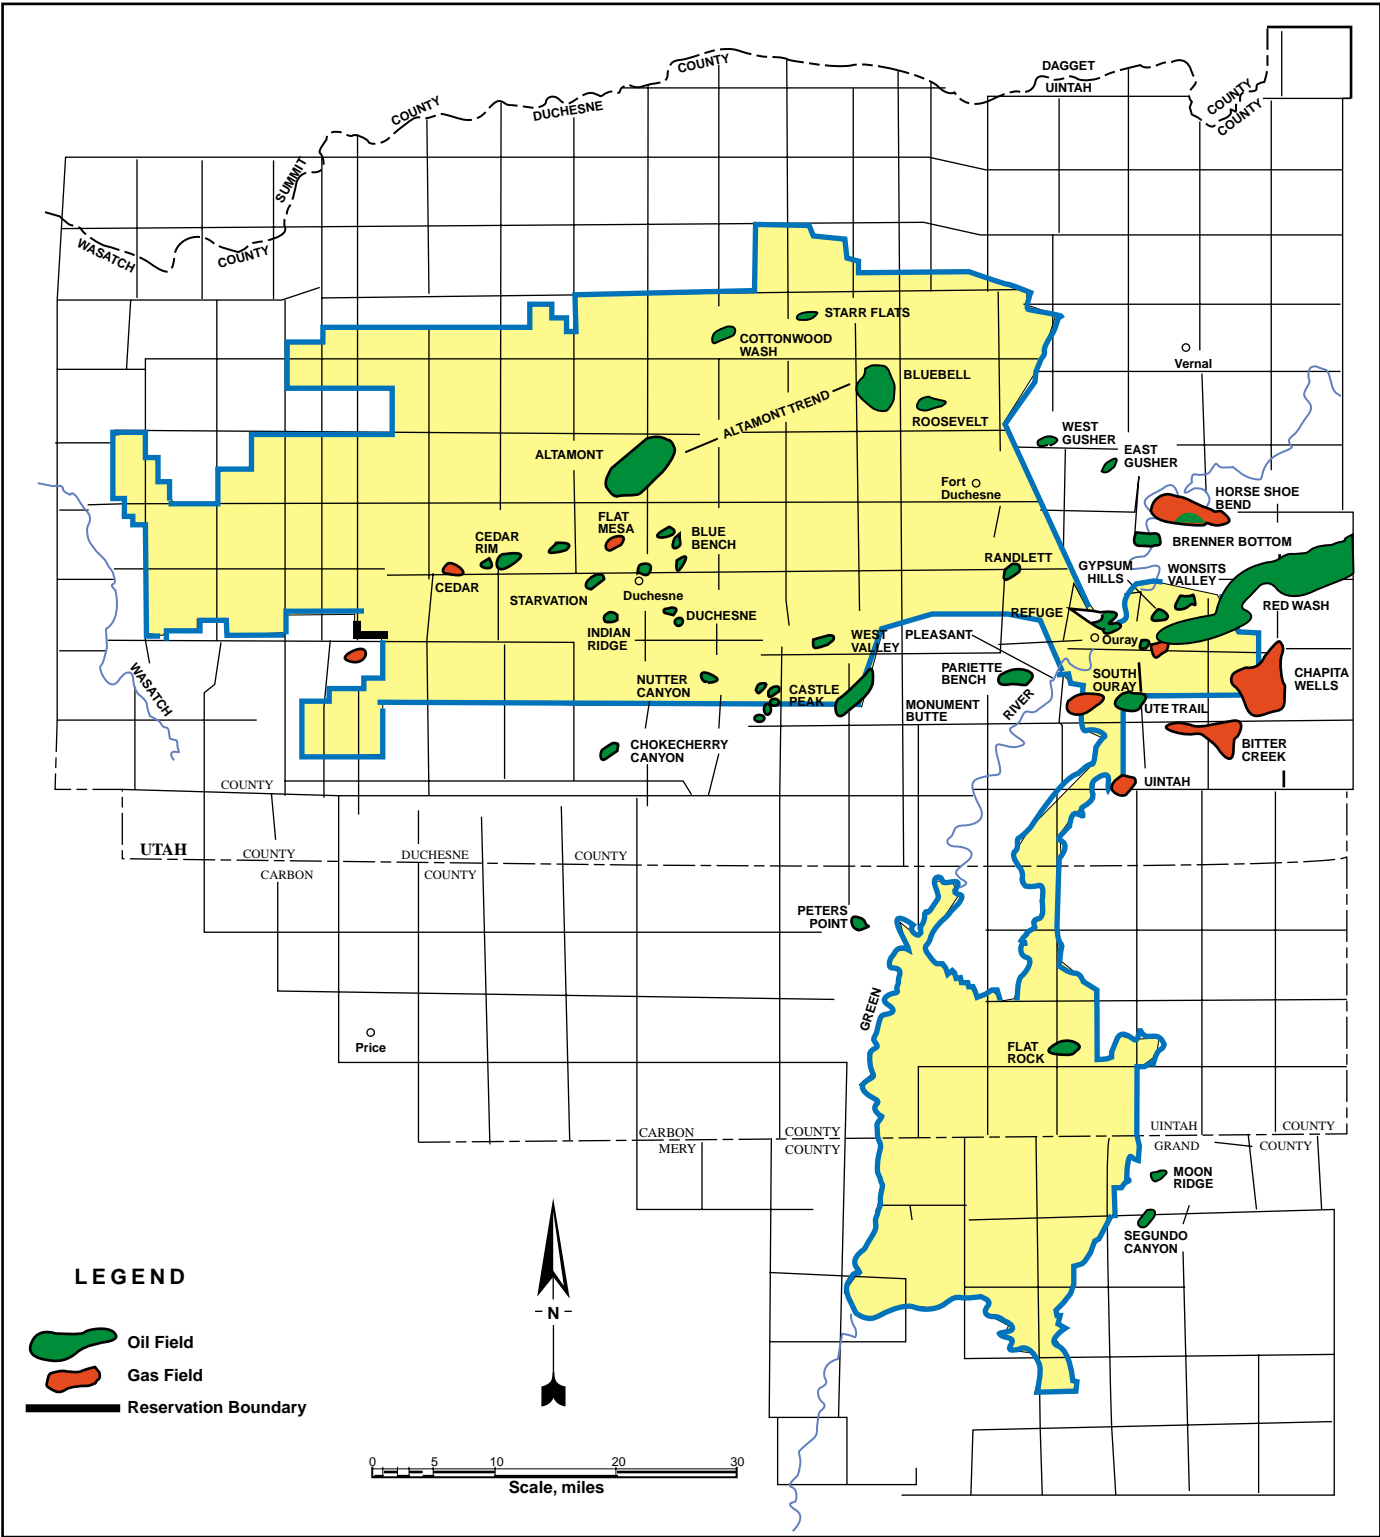 COUNTY
DAGGET
UINTAH
COUNTY
COUNTY
COUNTY
DUCHESNE
SUMMIT
WASATCH
COUNTY
STARR FLATS
COTTONWOOD
WASH
Vernal
BLUEBELL
ALTAMONT TREND
ROOSEVELT
WEST
GUSHER
EAST
GUSHER
ALTAMONT
Fort
Duchesne
HORSE SHOE
BEND
FLAT
MESA
BLUE
BENCH
CEDAR
RIM
BRENNER BOTTOM
RANDLETT
GYPSUM
HILLS
WONSITS
VALLEY
CEDAR
STARVATION
Duchesne
RED WASH
REFUGE
DUCHESNE
INDIAN
RIDGE
WEST
VALLEY
PLEASANT
Ouray
WASATCH
NUTTER
CANYON
CASTLE
PEAK
PARIETTE
BENCH
SOUTH
OURAY
CHAPITA
WELLS
MONUMENT
BUTTE
RIVER
UTE TRAIL
CHOKECHERRY
CANYON
BITTER
CREEK
COUNTY
UINTAH
UTAH
COUNTY
DUCHESNE
COUNTY
CARBON
COUNTY
PETERS
POINT
GREEN
Price
FLAT
ROCK
CARBON
COUNTY
UINTAH
COUNTY
MERY
COUNTY
GRAND
COUNTY
MOON
RIDGE
SEGUNDO
CANYON
LEGEND
Oil Field
Gas Field
Reservation Boundary
N
0 5 10 20 30
Scale, miles